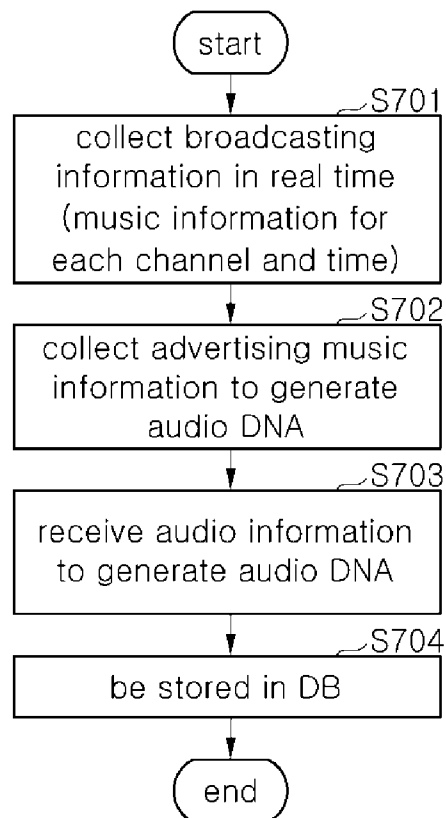 start
S701
collect broadcasting
information in real time
(music information for
each channel and time)
S702
collect advertising music
information to generate
audio DNA
S703
receive audio information
to generate audio DNA
S704
be stored in DB
end